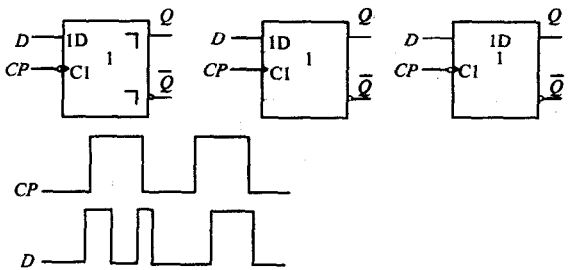 D 1D ¬ Q
CP C1 1
¬ Q̅
D 1D Q
CP C1 1
Q̅
D 1D Q
CP C1 1
Q̅
CP
D